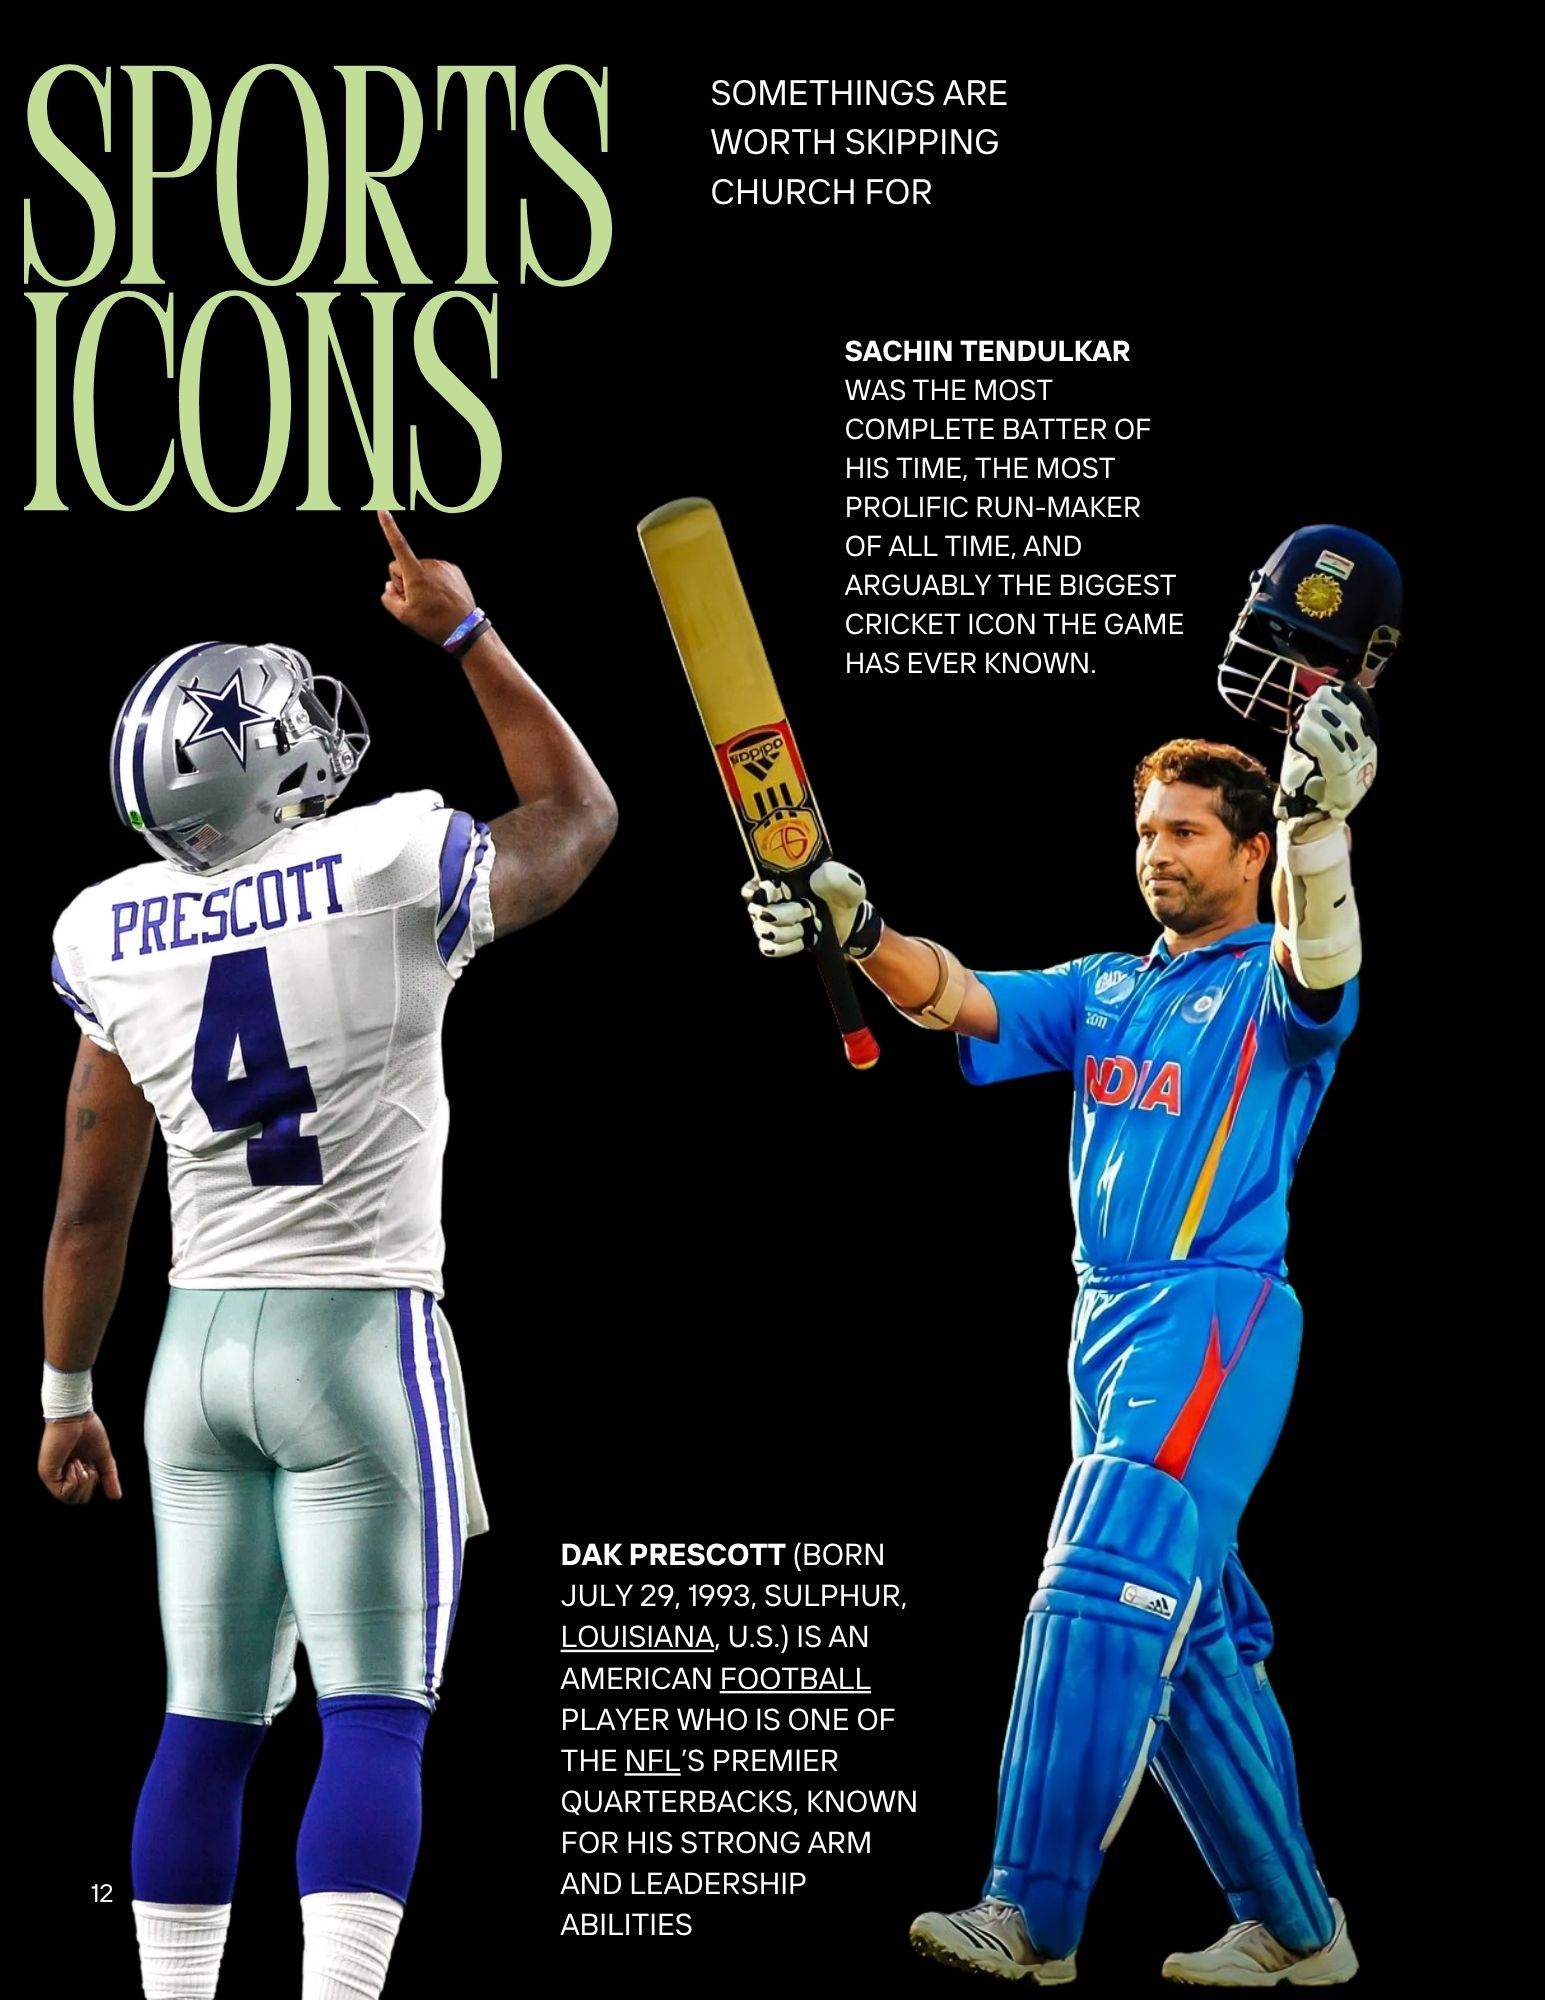 SPORTS
ICONS
SOMETHINGS ARE
WORTH SKIPPING
CHURCH FOR
SACHIN TENDULKAR
WAS THE MOST
COMPLETE BATTER OF
HIS TIME, THE MOST
PROLIFIC RUN-MAKER
OF ALL TIME, AND
ARGUABLY THE BIGGEST
CRICKET ICON THE GAME
HAS EVER KNOWN.
adidas
PRESCOTT
4
J
P
INDIA
DAK PRESCOTT (BORN
JULY 29, 1993, SULPHUR,
LOUISIANA, U.S.) IS AN
AMERICAN FOOTBALL
PLAYER WHO IS ONE OF
THE NFL'S PREMIER
QUARTERBACKS, KNOWN
FOR HIS STRONG ARM
AND LEADERSHIP
ABILITIES
12